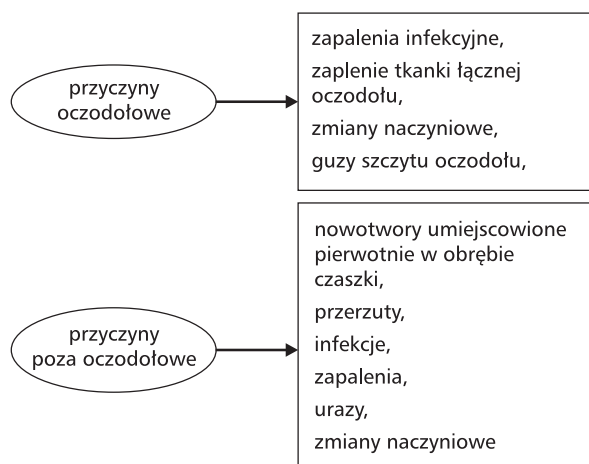 przyczyny
oczodołowe
zapalenia infekcyjne,
zaplenie tkanki łącznej
oczodołu,
zmiany naczyniowe,
guzy szczytu oczodołu,
przyczyny
poza oczodołowe
nowotwory umiejscowione
pierwotnie w obrębie
czaszki,
przerzuty,
infekcje,
zapalenia,
urazy,
zmiany naczyniowe